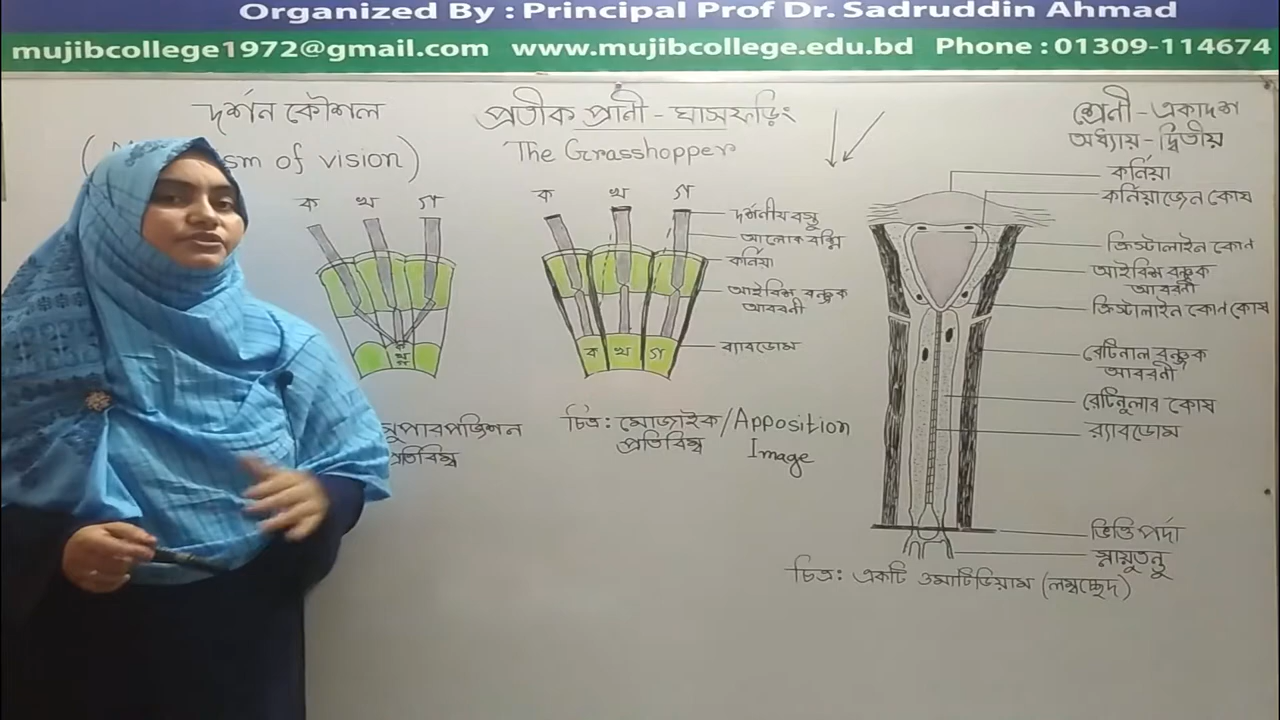 Organized By : Principal Prof Dr. Sadruddin Ahmad
mujibcollege1972@gmail.com www.mujibcollege.edu.bd Phone : 01309-114674
দর্শন কৌশল
sm of vision)
প্রতীক প্রানী - ঘাসফড়িং
The Grasshopper
শ্রেনী - একাদশ
অধ্যায় - দ্বিতীয়
ক খ গ
ক খ গ
দর্শনীয় বস্তু
আলোক রশ্মি
কর্নিয়া
আইরিশ রঞ্জক
আবরনী
র‍্যাবডোম
ক খ গ
সুপারপজিশন
প্রতিবিম্ব
চিত্র: মোজাইক/Apposition
প্রতিবিম্ব Image
কর্নিয়া
কর্নিয়াজেন কোষ
ক্রিস্টালাইন কোন
আইরিশ রঞ্জক
আবরনী
ক্রিস্টালাইন কোন কোষ
রেটিনাল রঞ্জক
আবরনী
রেটিনুলার কোষ
র‍্যাবডোম
ভিত্তি পর্দা
স্নায়ুতন্তু
চিত্র: একটি ওমাটিডিয়াম (লম্বচ্ছেদ)